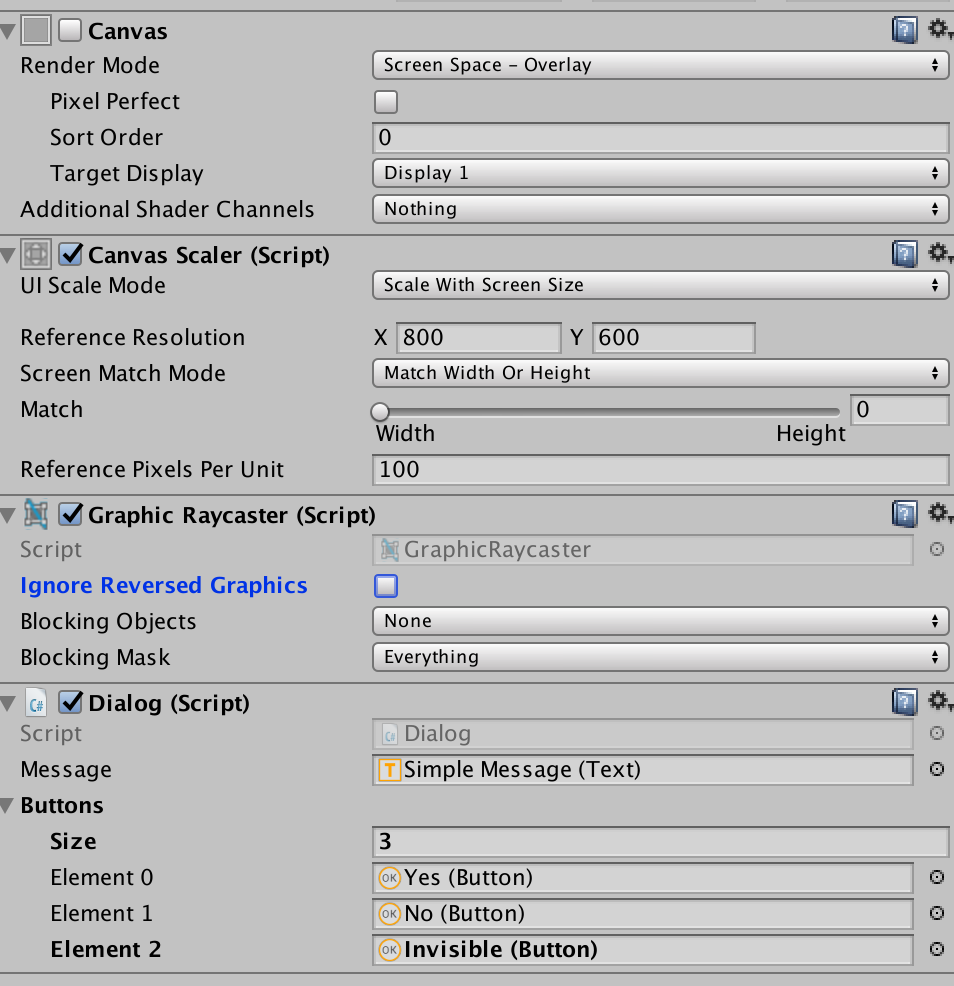 Canvas
Render Mode Screen Space – Overlay
Pixel Perfect
Sort Order 0
Target Display Display 1
Additional Shader Channels Nothing
Canvas Scaler (Script)
UI Scale Mode Scale With Screen Size
Reference Resolution X 800 Y 600
Screen Match Mode Match Width Or Height
Match 0
Width Height
Reference Pixels Per Unit 100
Graphic Raycaster (Script)
Script GraphicRaycaster
Ignore Reversed Graphics
Blocking Objects None
Blocking Mask Everything
C# Dialog (Script)
Script C# Dialog
Message T Simple Message (Text)
Buttons
Size 3
Element 0 OK Yes (Button)
Element 1 OK No (Button)
Element 2 OK Invisible (Button)